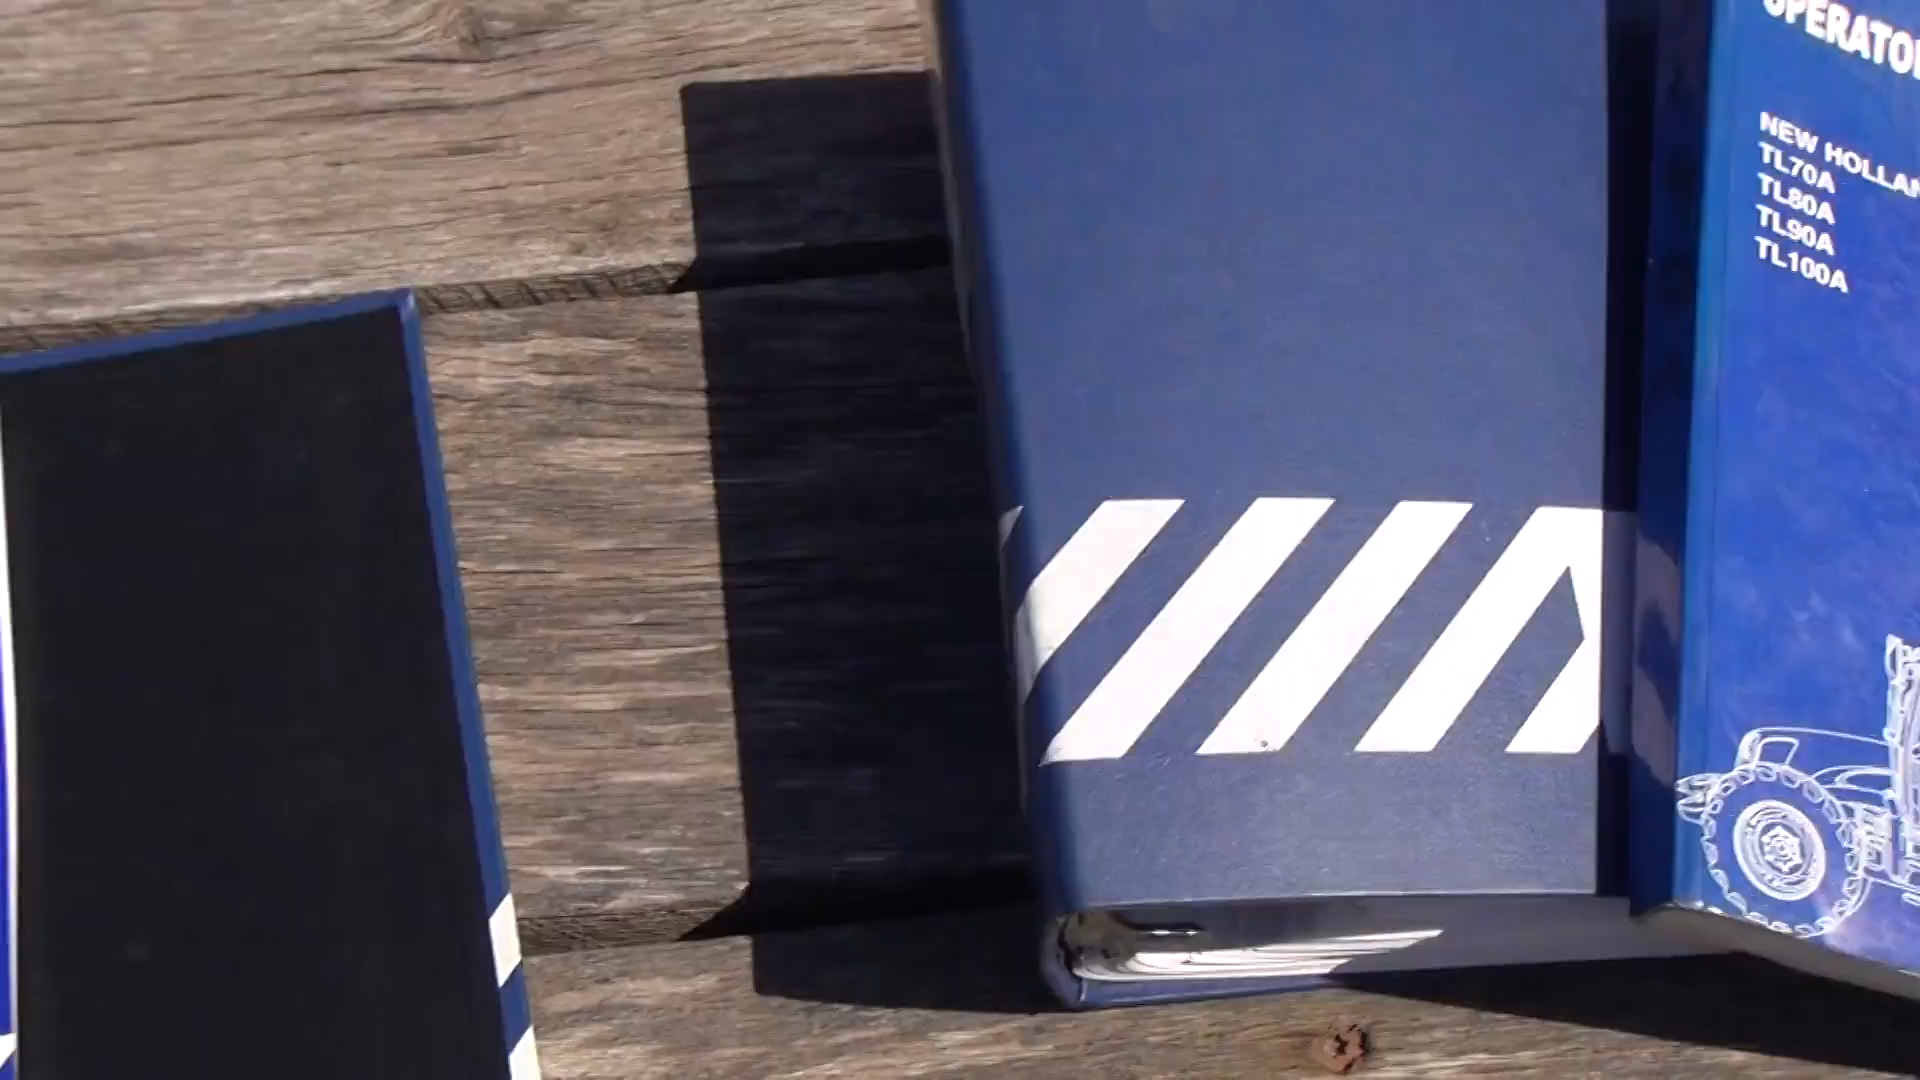 OPERATO
NEW HOLLAN
TL70A
TL80A
TL90A
TL100A